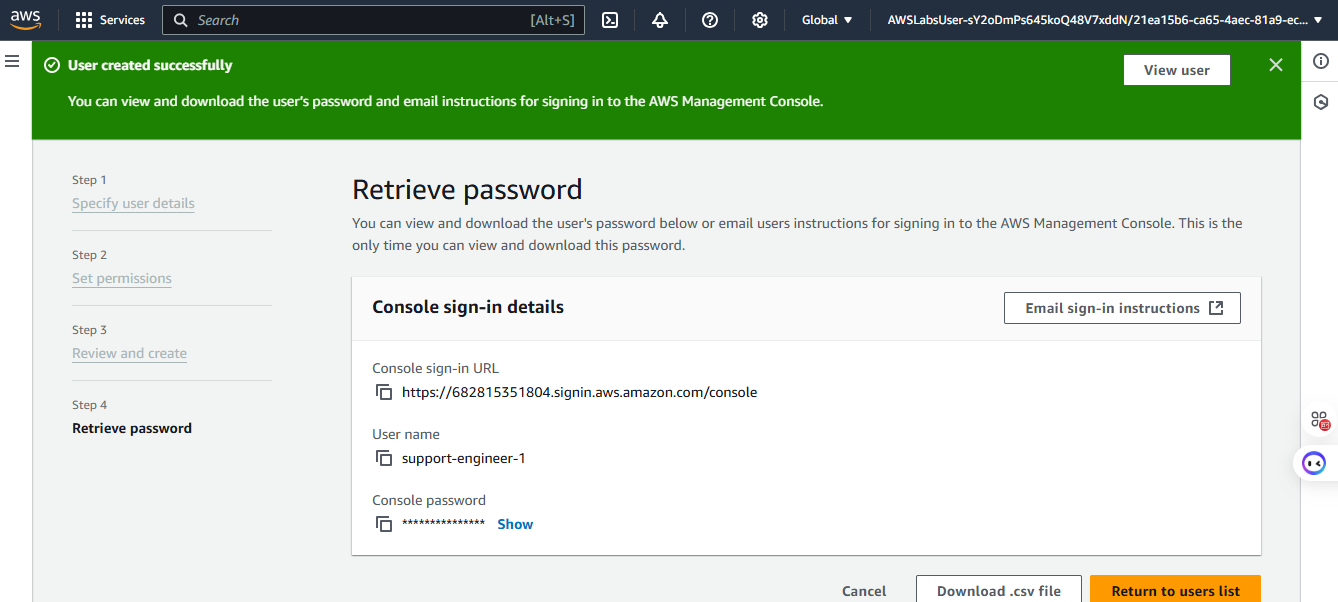 aws
Services
Search
[Alt+S]
Global
AWSLabsUser-sY2oDmPs645koQ48V7xddN/21ea15b6-ca65-4aec-81a9-ec...
User created successfully
View user
You can view and download the user's password and email instructions for signing in to the AWS Management Console.
Step 1
Specify user details
Step 2
Set permissions
Step 3
Review and create
Step 4
Retrieve password
Retrieve password
You can view and download the user's password below or email users instructions for signing in to the AWS Management Console. This is the
only time you can view and download this password.
Console sign-in details
Email sign-in instructions
Console sign-in URL
https://682815351804.signin.aws.amazon.com/console
User name
support-engineer-1
Console password
*************** Show
Cancel
Download .csv file
Return to users list